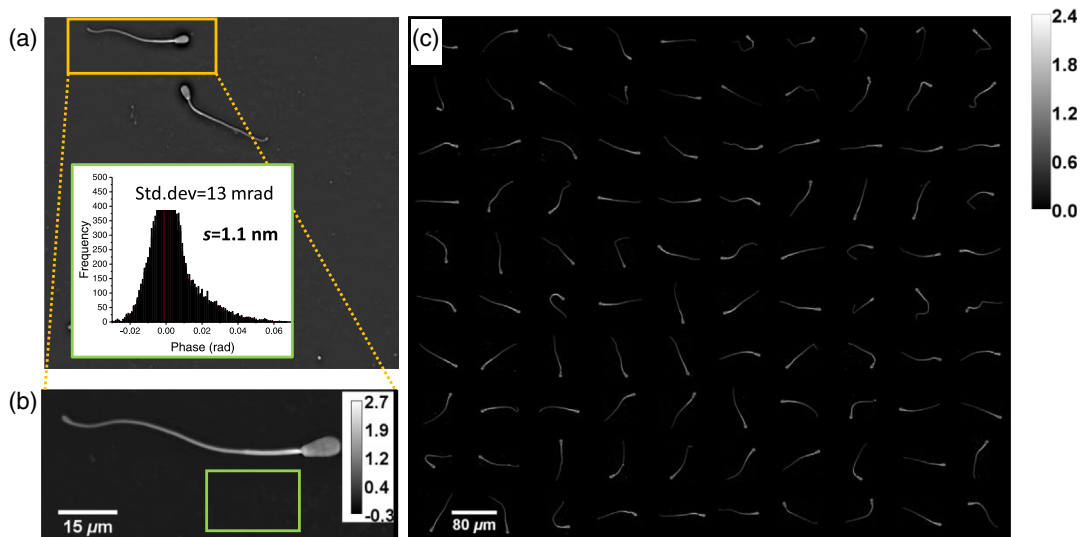 (a)
Std.dev=13 mrad
s=1.1 nm
Frequency
500
450
400
350
300
250
200
150
100
50
0
-0.02
0.00
0.02
0.04
0.06
Phase (rad)
(b)
2.7
1.9
1.2
0.4
-0.3
15 µm
(c)
2.4
1.8
1.2
0.6
0.0
80 µm